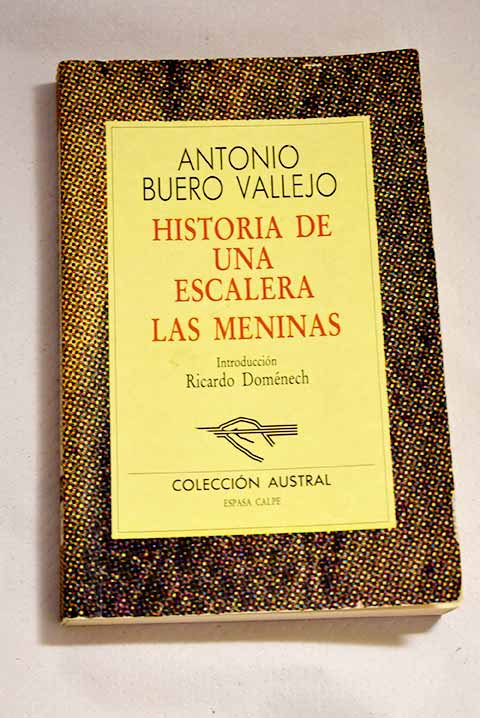 ANTONIO
BUERO VALLEJO
HISTORIA DE
UNA
ESCALERA
LAS MENINAS
Introducción
Ricardo Doménech
COLECCIÓN AUSTRAL
ESPASA CALPE